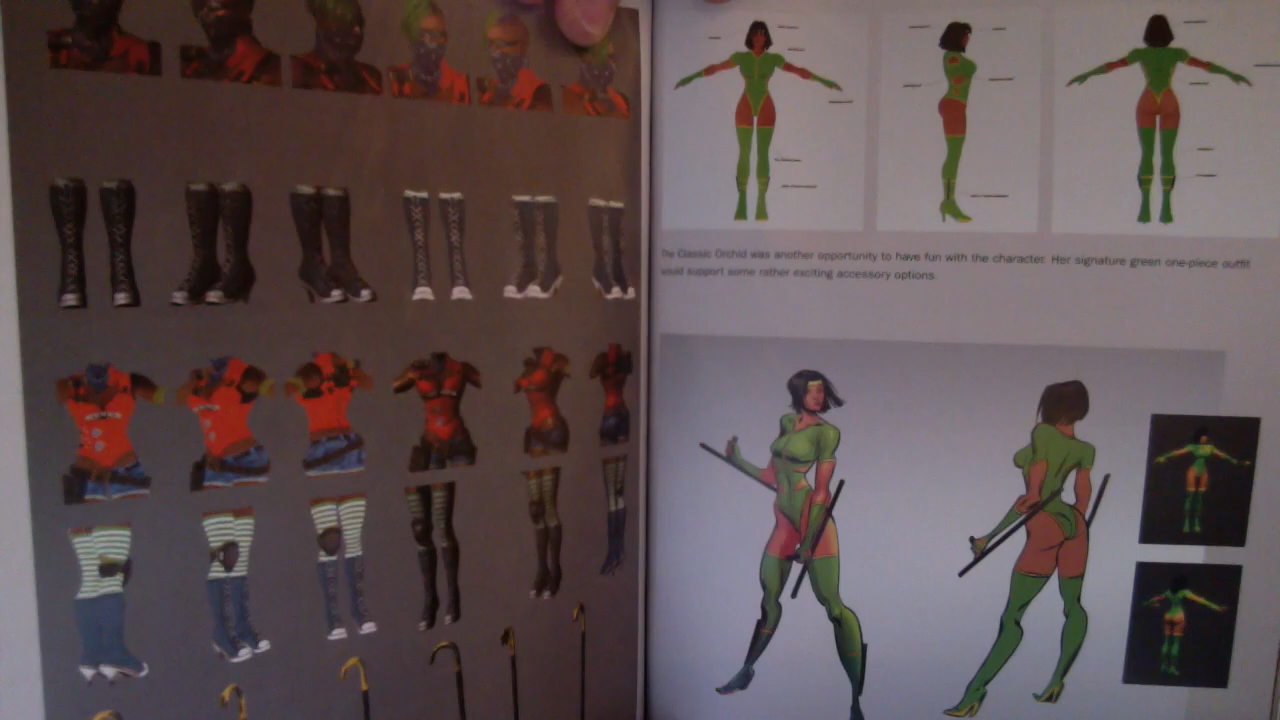 The Classic Orchid was another opportunity to have fun with the character. Her signature green one-piece outfit
would support some rather exciting accessory options.